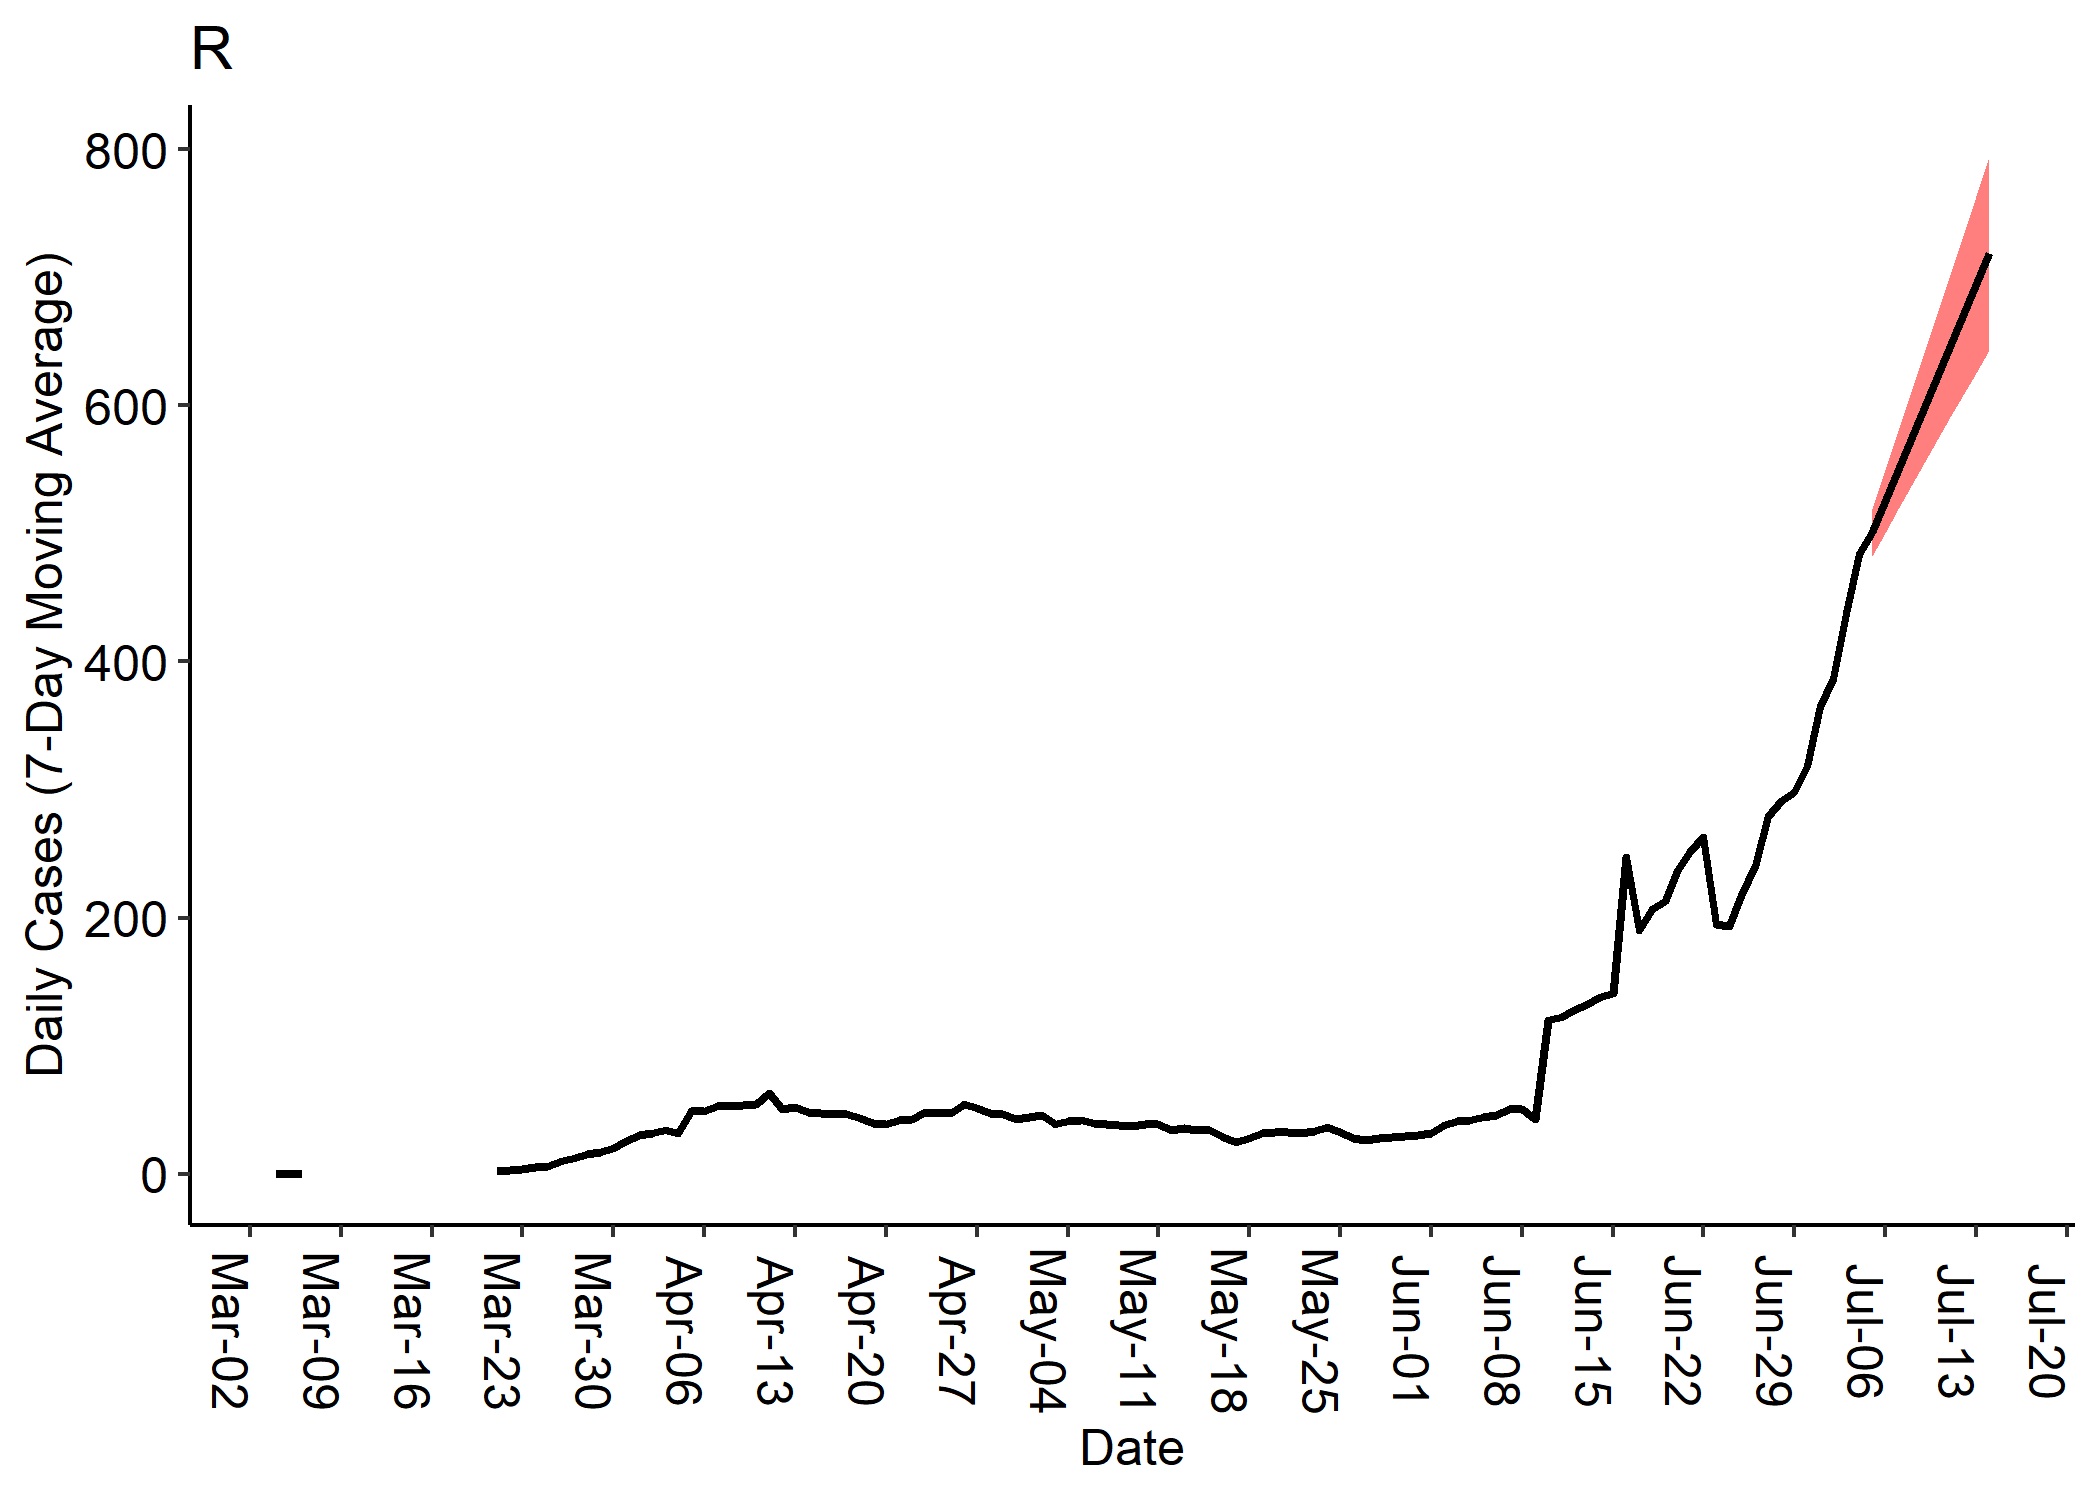 R
Daily Cases (7-Day Moving Average)
800
600
400
200
0
Mar-02
Mar-09
Mar-16
Mar-23
Mar-30
Apr-06
Apr-13
Apr-20
Apr-27
May-04
May-11
May-18
May-25
Jun-01
Jun-08
Jun-15
Jun-22
Jun-29
Jul-06
Jul-13
Jul-20
Date